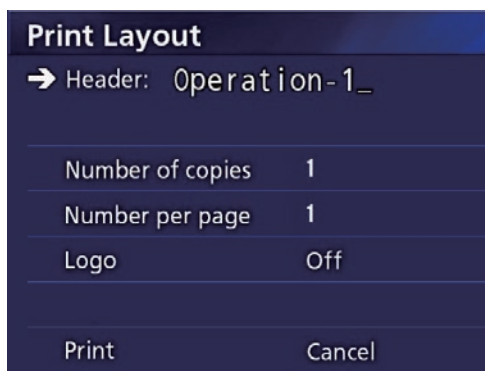 Print Layout
➔ Header: Operation-1_
Number of copies 1
Number per page 1
Logo Off
Print Cancel